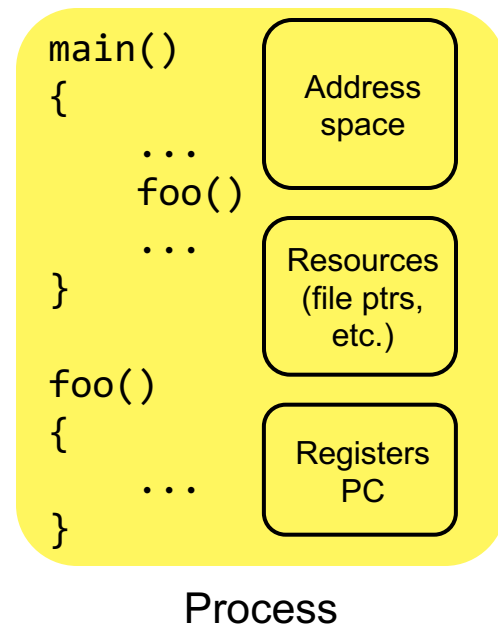 main()
{
...
foo()
...
}
foo()
{
...
}
Address
space
Resources
(file ptrs,
etc.)
Registers
PC
Process